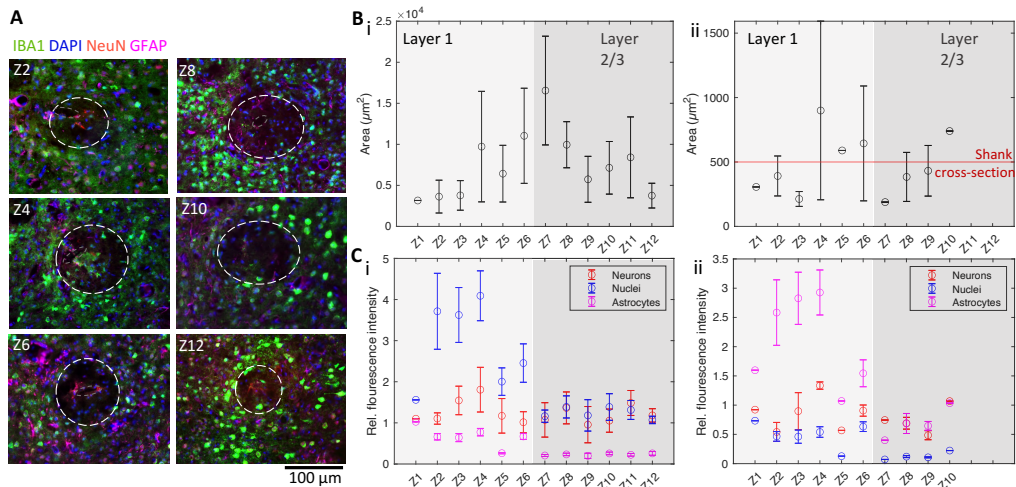 A
IBA1 DAPI NeuN GFAP
Z2
Z8
Z4
Z10
Z6
Z12
100 µm
B
i
×10⁴
2.5
2
1.5
1
0.5
0
Area (µm²)
Layer 1
Layer
2/3
Z1 Z2 Z3 Z4 Z5 Z6 Z7 Z8 Z9 Z10 Z11 Z12
ii
1500
1000
500
0
Area (µm²)
Layer 1
Layer
2/3
Shank
cross-section
Z1 Z2 Z3 Z4 Z5 Z6 Z7 Z8 Z9 Z10 Z11 Z12
C
i
5
4
3
2
1
0
Rel. flourescence intensity
Neurons
Nuclei
Astrocytes
Z1 Z2 Z3 Z4 Z5 Z6 Z7 Z8 Z9 Z10 Z11 Z12
ii
3.5
3
2.5
2
1.5
1
0.5
0
Rel. flourescence intensity
Neurons
Nuclei
Astrocytes
Z1 Z2 Z3 Z4 Z5 Z6 Z7 Z8 Z9 Z10